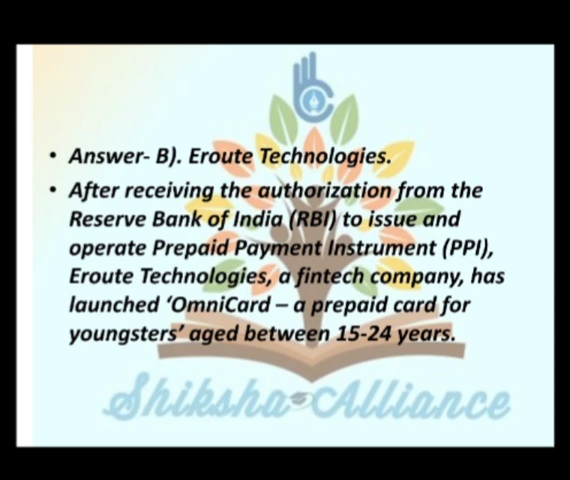 • Answer- B). Eroute Technologies.
• After receiving the authorization from the
Reserve Bank of India (RBI) to issue and
operate Prepaid Payment Instrument (PPI),
Eroute Technologies, a fintech company, has
launched ‘OmniCard – a prepaid card for
youngsters’ aged between 15-24 years.
Shiksha Alliance